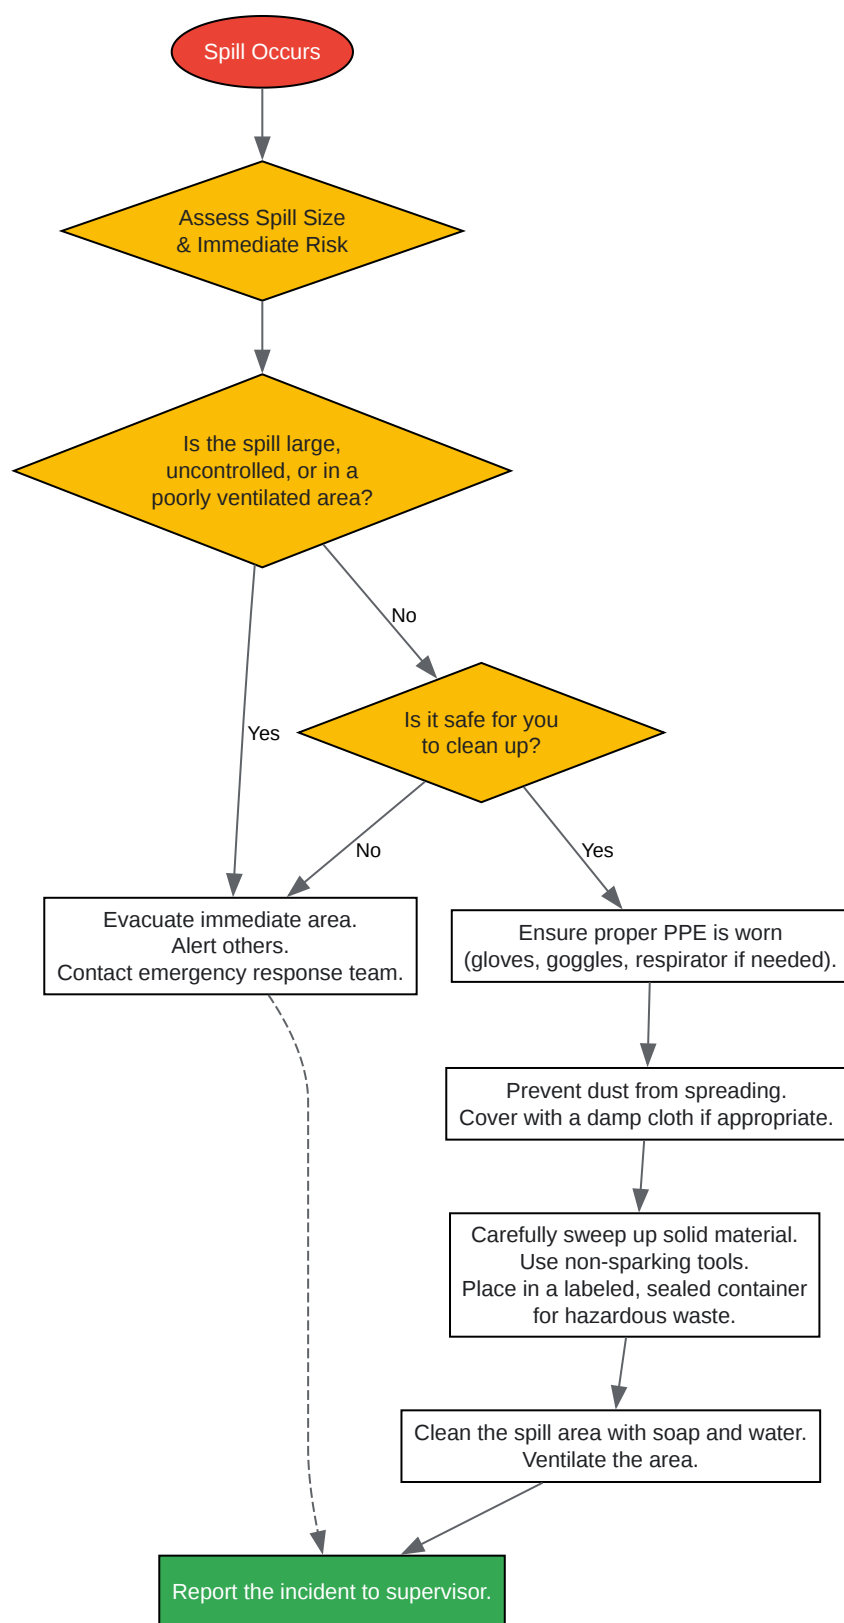 Spill Occurs
Assess Spill Size
& Immediate Risk
Is the spill large,
uncontrolled, or in a
poorly ventilated area?
No
Is it safe for you
to clean up?
Yes
No
Yes
Evacuate immediate area.
Alert others.
Contact emergency response team.
Ensure proper PPE is worn
(gloves, goggles, respirator if needed).
Prevent dust from spreading.
Cover with a damp cloth if appropriate.
Carefully sweep up solid material.
Use non-sparking tools.
Place in a labeled, sealed container
for hazardous waste.
Clean the spill area with soap and water.
Ventilate the area.
Report the incident to supervisor.